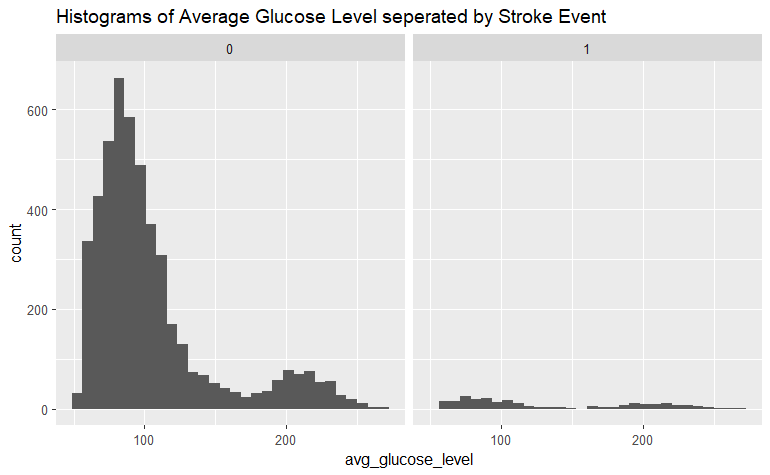 Histograms of Average Glucose Level seperated by Stroke Event
0 1
600
400
200
0
count
100 200 100 200
avg_glucose_level